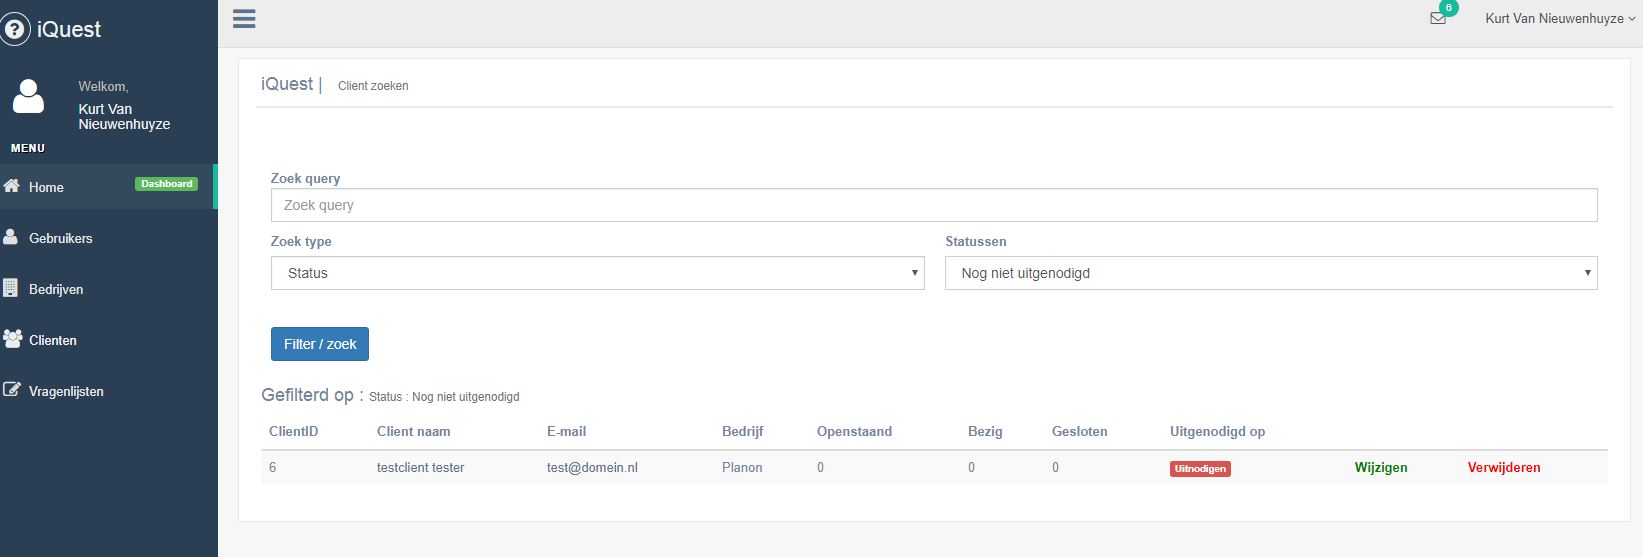 iQuest
Welkom,
Kurt Van
Nieuwenhuyze
MENU
Home
Dashboard
Gebruikers
Bedrijven
Clienten
Vragenlijsten
6
Kurt Van Nieuwenhuyze
iQuest | Client zoeken
Zoek query
Zoek query
Zoek type Statussen
Status Nog niet uitgenodigd
Filter / zoek
Gefilterd op : Status : Nog niet uitgenodigd
ClientID Client naam E-mail Bedrijf Openstaand Bezig Gesloten Uitgenodigd op
6 testclient tester test@domein.nl Planon 0 0 0 Uitnodigen Wijzigen Verwijderen